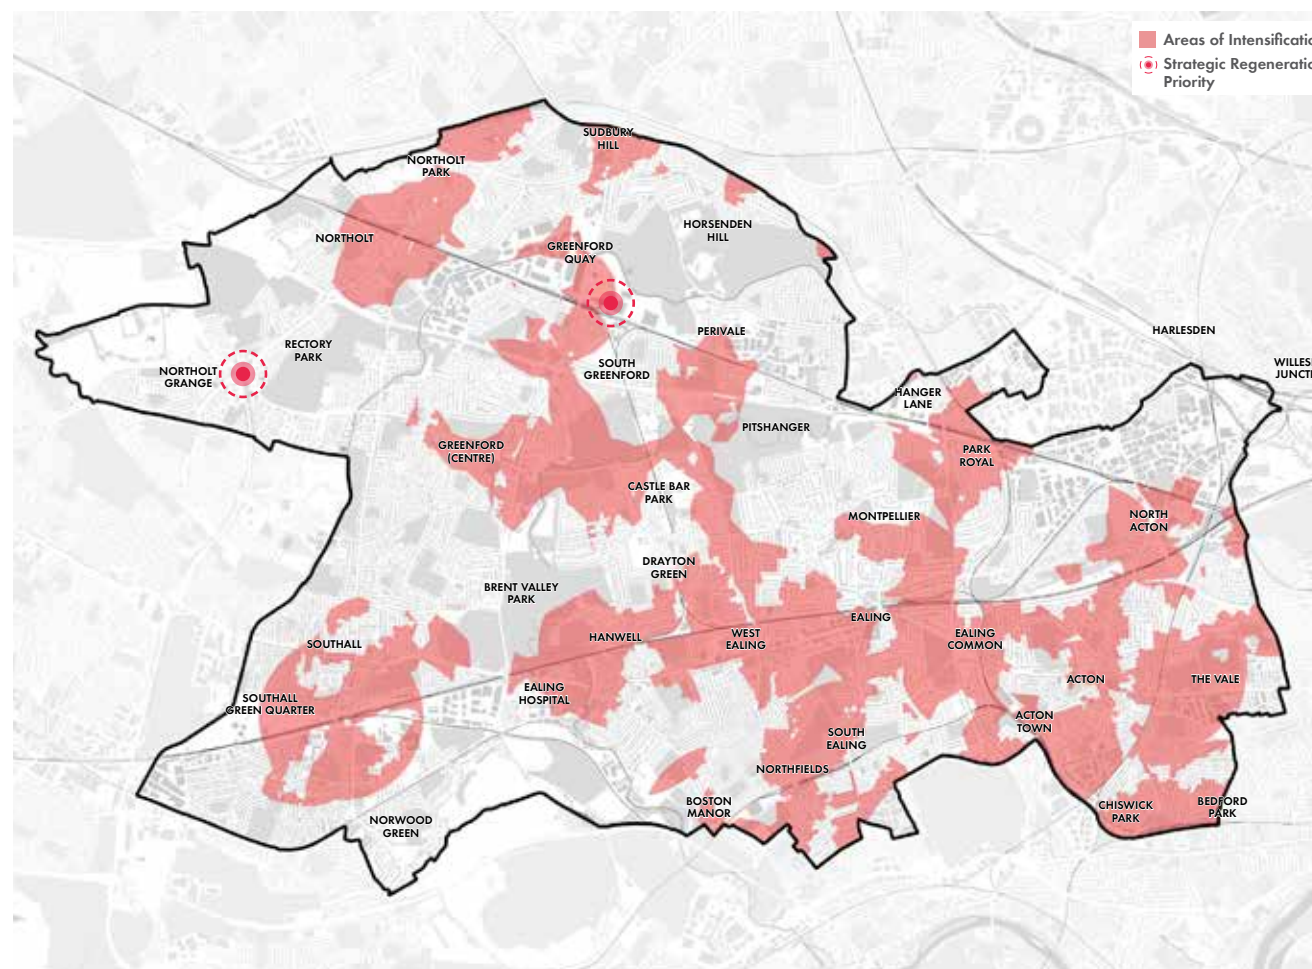 Areas of Intensificatio
Strategic Regeneratio
Priority
SUDBURY
HILL
NORTHOLT
PARK
HORSENDEN
HILL
NORTHOLT
GREENFORD
QUAY
HARLESDEN
PERIVALE
RECTORY
PARK
NORTHOLT
GRANGE
SOUTH
GREENFORD
WILLES
JUNCTI
HANGER
LANE
PITSHANGER
GREENFORD
(CENTRE)
PARK
ROYAL
CASTLE BAR
PARK
MONTPELLIER
NORTH
ACTON
DRAYTON
GREEN
BRENT VALLEY
PARK
EALING
HANWELL
WEST
EALING
EALING
COMMON
SOUTHALL
ACTON
THE VALE
EALING
HOSPITAL
SOUTHALL
GREEN QUARTER
ACTON
TOWN
SOUTH
EALING
NORTHFIELDS
BOSTON
MANOR
CHISWICK
PARK
BEDFORD
PARK
NORWOOD
GREEN